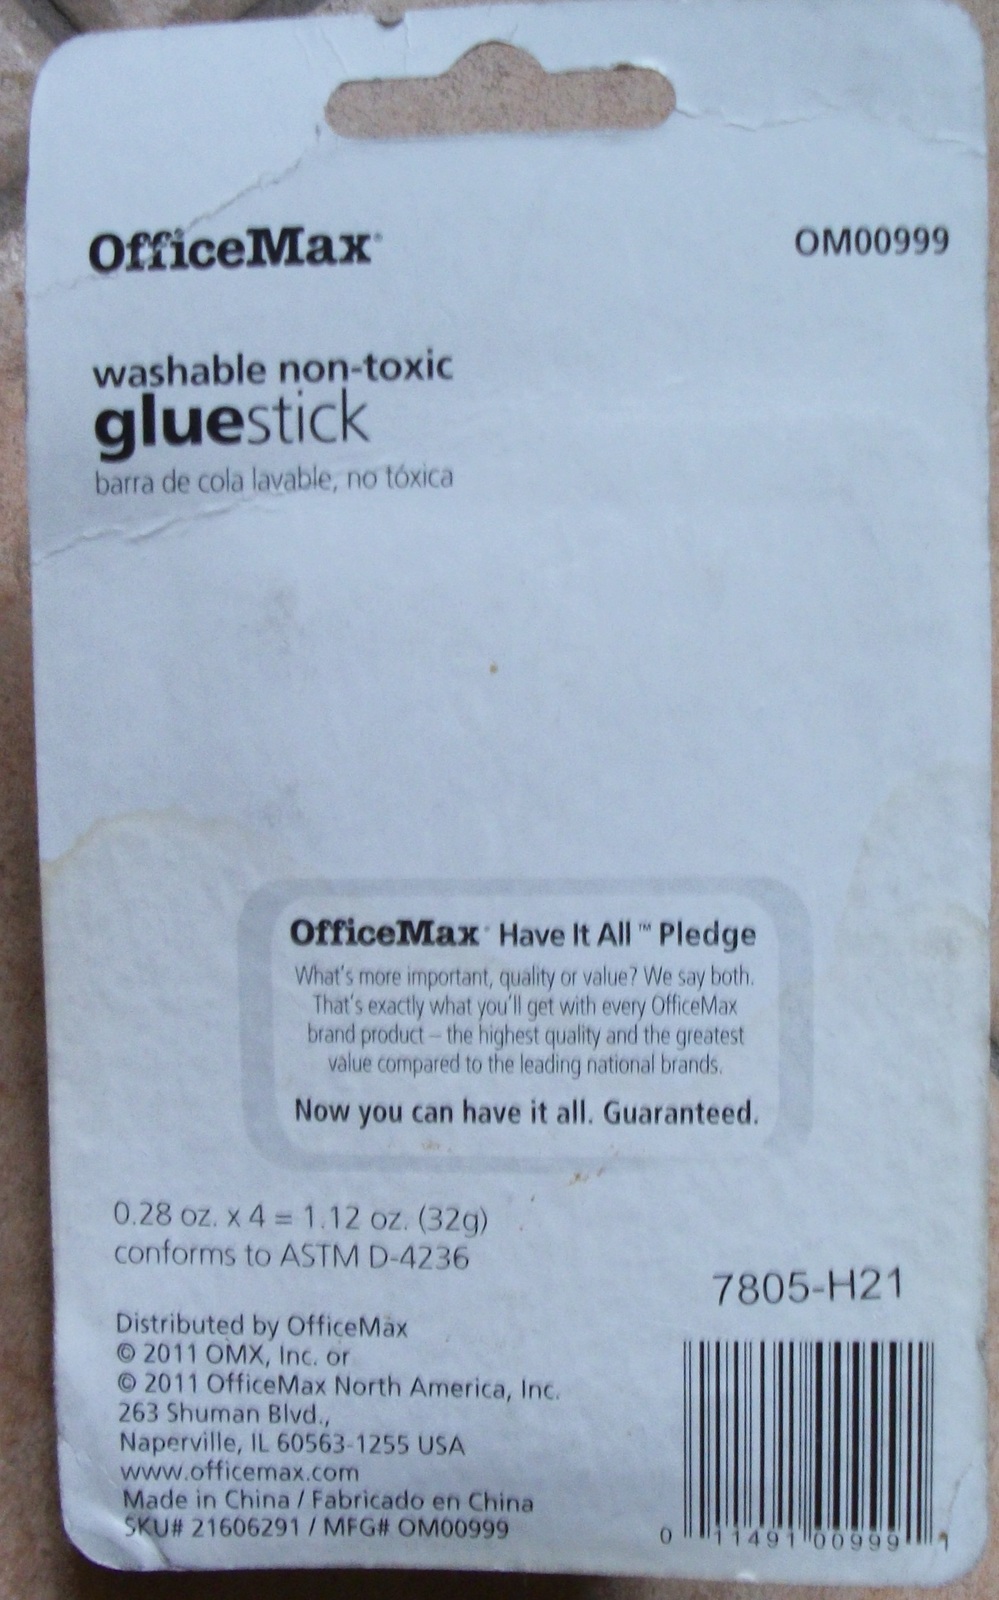 OfficeMax®
OM00999
washable non-toxic
gluestick
barra de cola lavable, no tóxica
OfficeMax® Have It All™ Pledge
What's more important, quality or value? We say both.
That's exactly what you'll get with every OfficeMax
brand product – the highest quality and the greatest
value compared to the leading national brands.
Now you can have it all. Guaranteed.
0.28 oz. x 4 = 1.12 oz. (32g)
conforms to ASTM D-4236
7805-H21
Distributed by OfficeMax
© 2011 OMX, Inc. or
© 2011 OfficeMax North America, Inc.
263 Shuman Blvd.,
Naperville, IL 60563-1255 USA
www.officemax.com
Made in China / Fabricado en China
SKU# 21606291 / MFG# OM00999
0 11491 00999 1